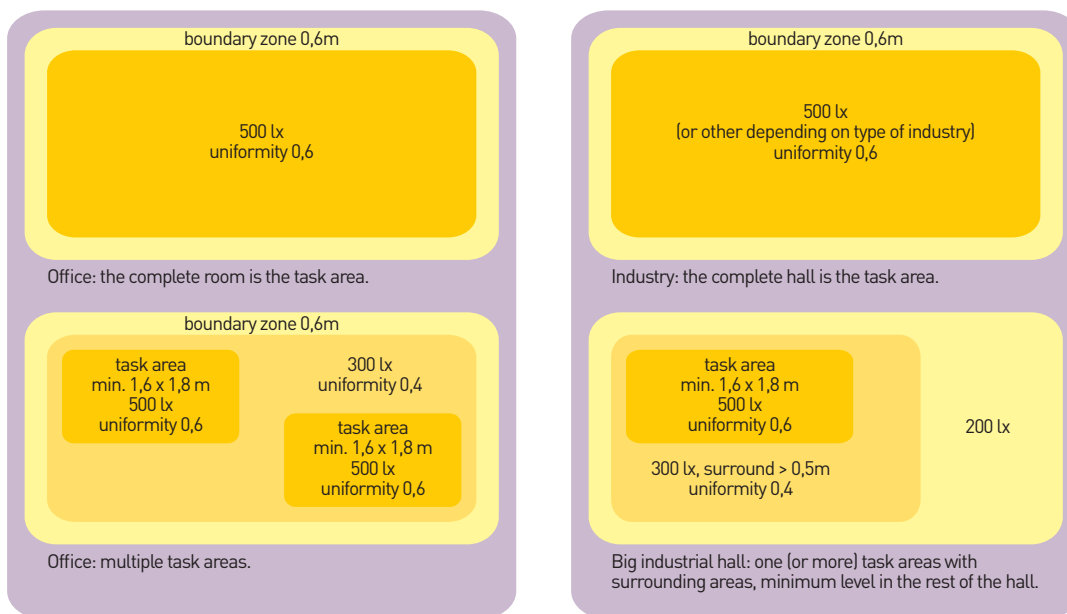 boundary zone 0,6m
500 lx
uniformity 0,6
Office: the complete room is the task area.
boundary zone 0,6m
task area
min. 1,6 x 1,8 m
500 lx
uniformity 0,6
300 lx
uniformity 0,4
task area
min. 1,6 x 1,8 m
500 lx
uniformity 0,6
Office: multiple task areas.
boundary zone 0,6m
500 lx
(or other depending on type of industry)
uniformity 0,6
Industry: the complete hall is the task area.
task area
min. 1,6 x 1,8 m
500 lx
uniformity 0,6
300 lx, surround > 0,5m
uniformity 0,4
200 lx
Big industrial hall: one (or more) task areas with
surrounding areas, minimum level in the rest of the hall.